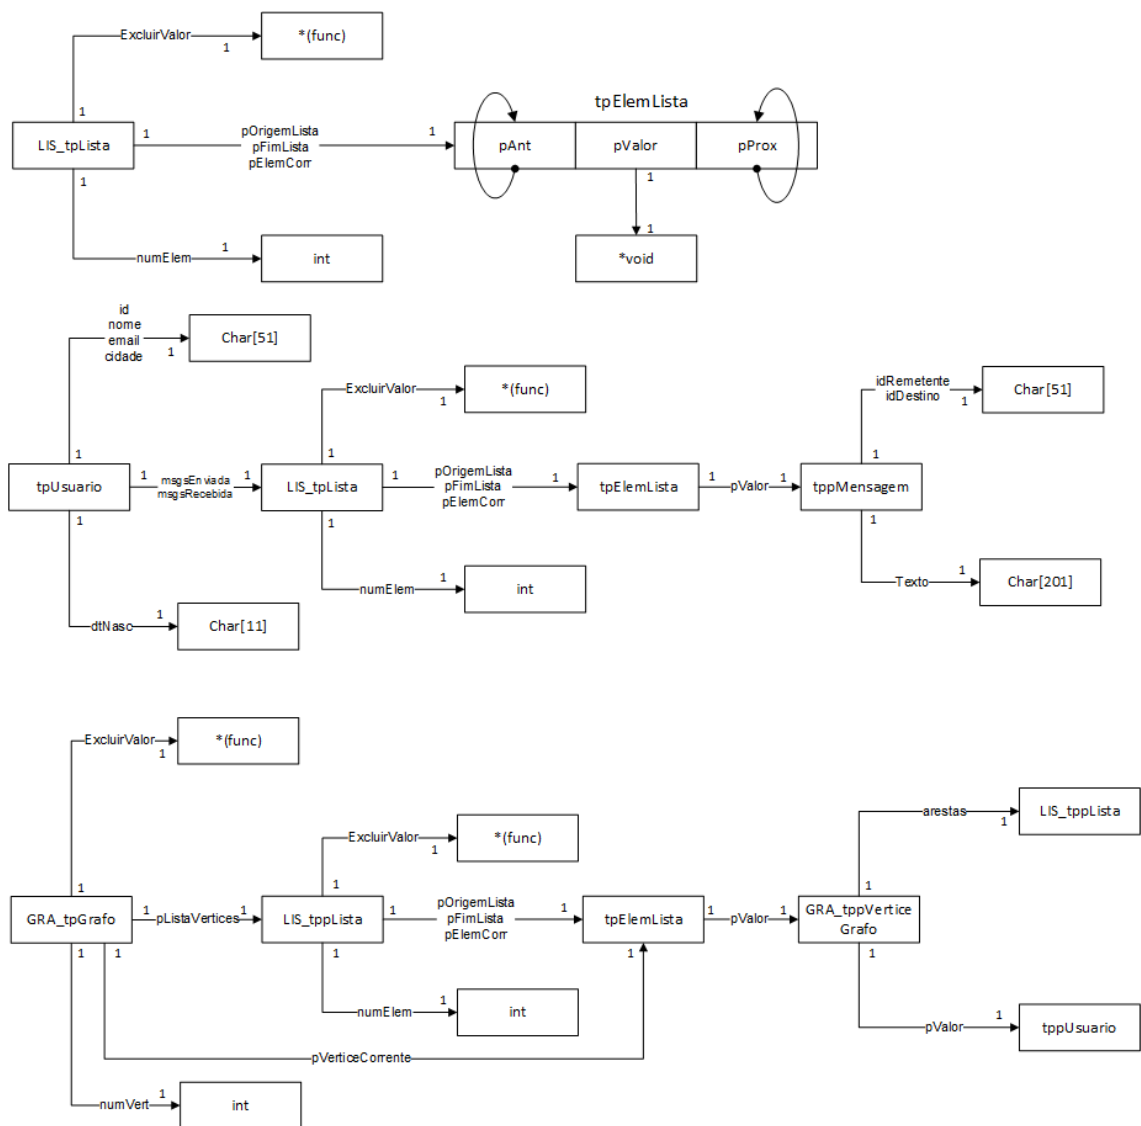 ExcluirValor
1
*(func)
1
LIS_tpLista
1
pOrigemLista
pFimLista
pElemCorr
1
tpElemLista
pAnt
pValor
pProx
1
1
*void
1
numElem
1
int
id
nome
email
cidade
1
Char[51]
1
tpUsuario
1
msgsEnviada
msgsRecebida
1
1
dtNasc
1
Char[11]
ExcluirValor
1
*(func)
1
LIS_tpLista
1
pOrigemLista
pFimLista
pElemCorr
1
1
numElem
1
int
tpElemLista
1
pValor
1
idRemetente
idDestino
1
Char[51]
1
tppMensagem
1
Texto
1
Char[201]
ExcluirValor
1
*(func)
1
GRA_tpGrafo
1
pListaVertices
1
1
1
ExcluirValor
1
*(func)
1
LIS_tppLista
1
pOrigemLista
pFimLista
pElemCorr
1
1
numElem
1
int
tpElemLista
1
1
pValor
1
arestas
1
LIS_tppLista
1
GRA_tppVertice
Grafo
1
pValor
1
tppUsuario
pVerticeCorrente
numVert
1
int